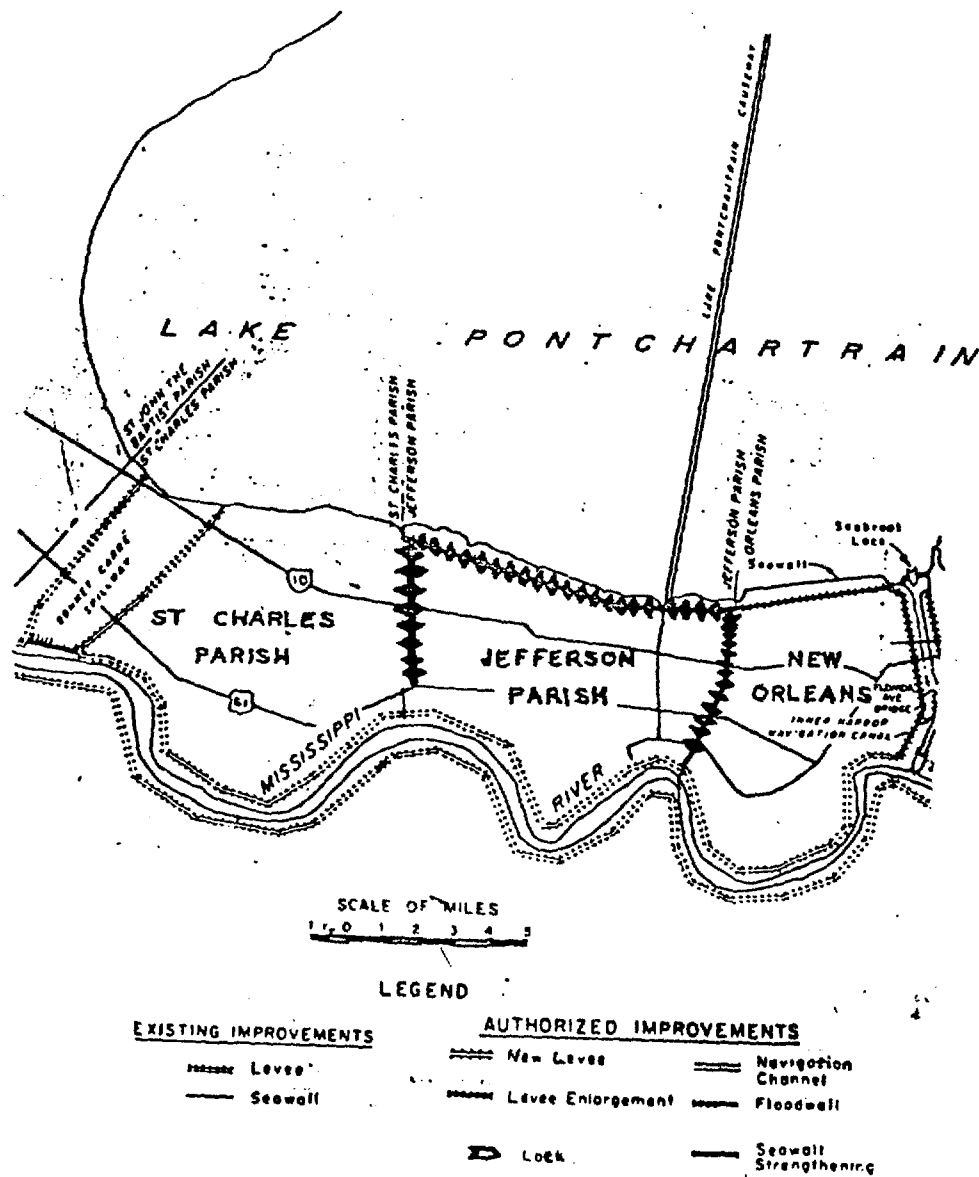 LAKE PONTCHARTRAIN CAUSEWAY
LAKE PONTCHARTRAIN
ST JOHN THE
BAPTIST PARISH
ST CHARLES PARISH
ST CHARLES PARISH
JEFFERSON PARISH
JEFFERSON PARISH
ORLEANS PARISH
Seawall
Seabrook
Lock
BONNET CARRE
SPILLWAY
10
ST CHARLES
PARISH
JEFFERSON
PARISH
NEW
ORLEANS
FLORIDA
AVE
BRIDGE
INNER HARBOR
NAVIGATION CANAL
61
MISSISSIPPI RIVER
SCALE OF MILES
1 0 1 2 3 4 5
LEGEND
EXISTING IMPROVEMENTS
Levee
Seawall
AUTHORIZED IMPROVEMENTS
New Levee
Levee Enlargement
Lock
Navigation
Channel
Floodwall
Seawall
Strengthening